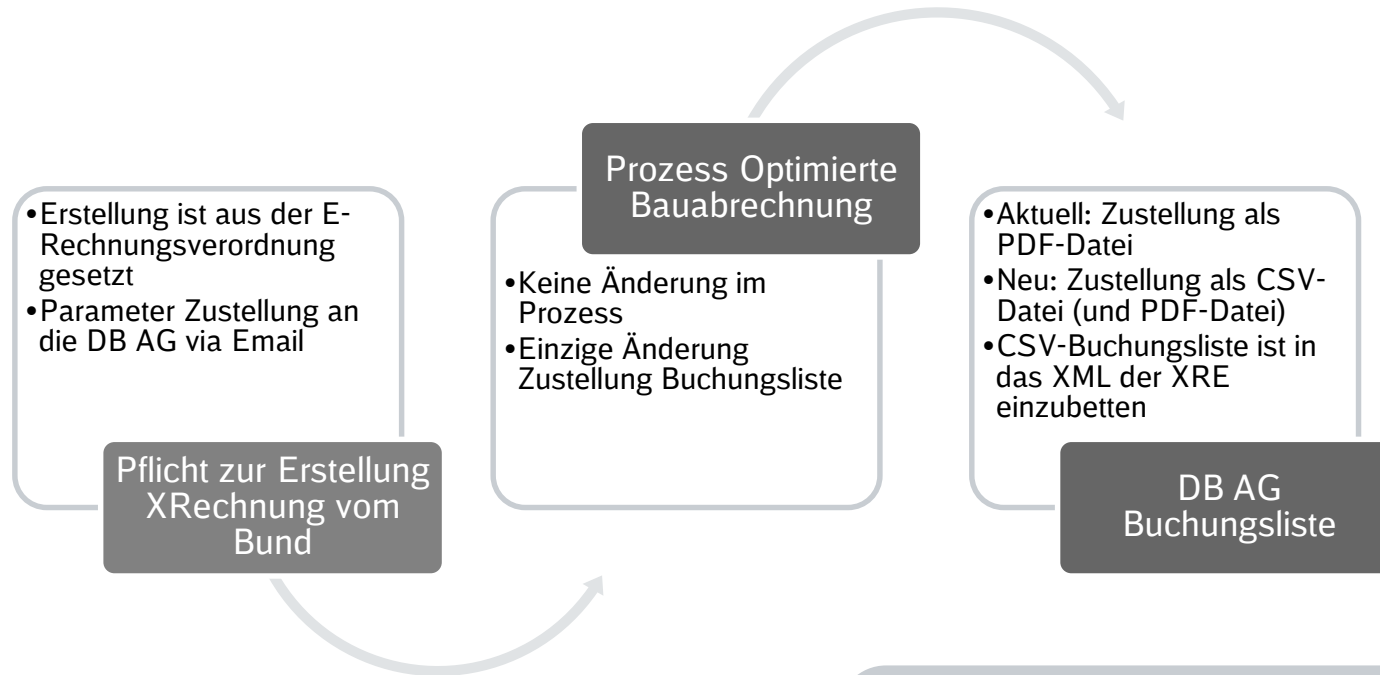 •Erstellung ist aus der E-
Rechnungsverordnung
gesetzt
•Parameter Zustellung an
die DB AG via Email
Pflicht zur Erstellung
XRechnung vom
Bund
Prozess Optimierte
Bauabrechnung
•Keine Änderung im
Prozess
•Einzige Änderung
Zustellung Buchungsliste
•Aktuell: Zustellung als
PDF-Datei
•Neu: Zustellung als CSV-
Datei (und PDF-Datei)
•CSV-Buchungsliste ist in
das XML der XRE
einzubetten
DB AG
Buchungsliste